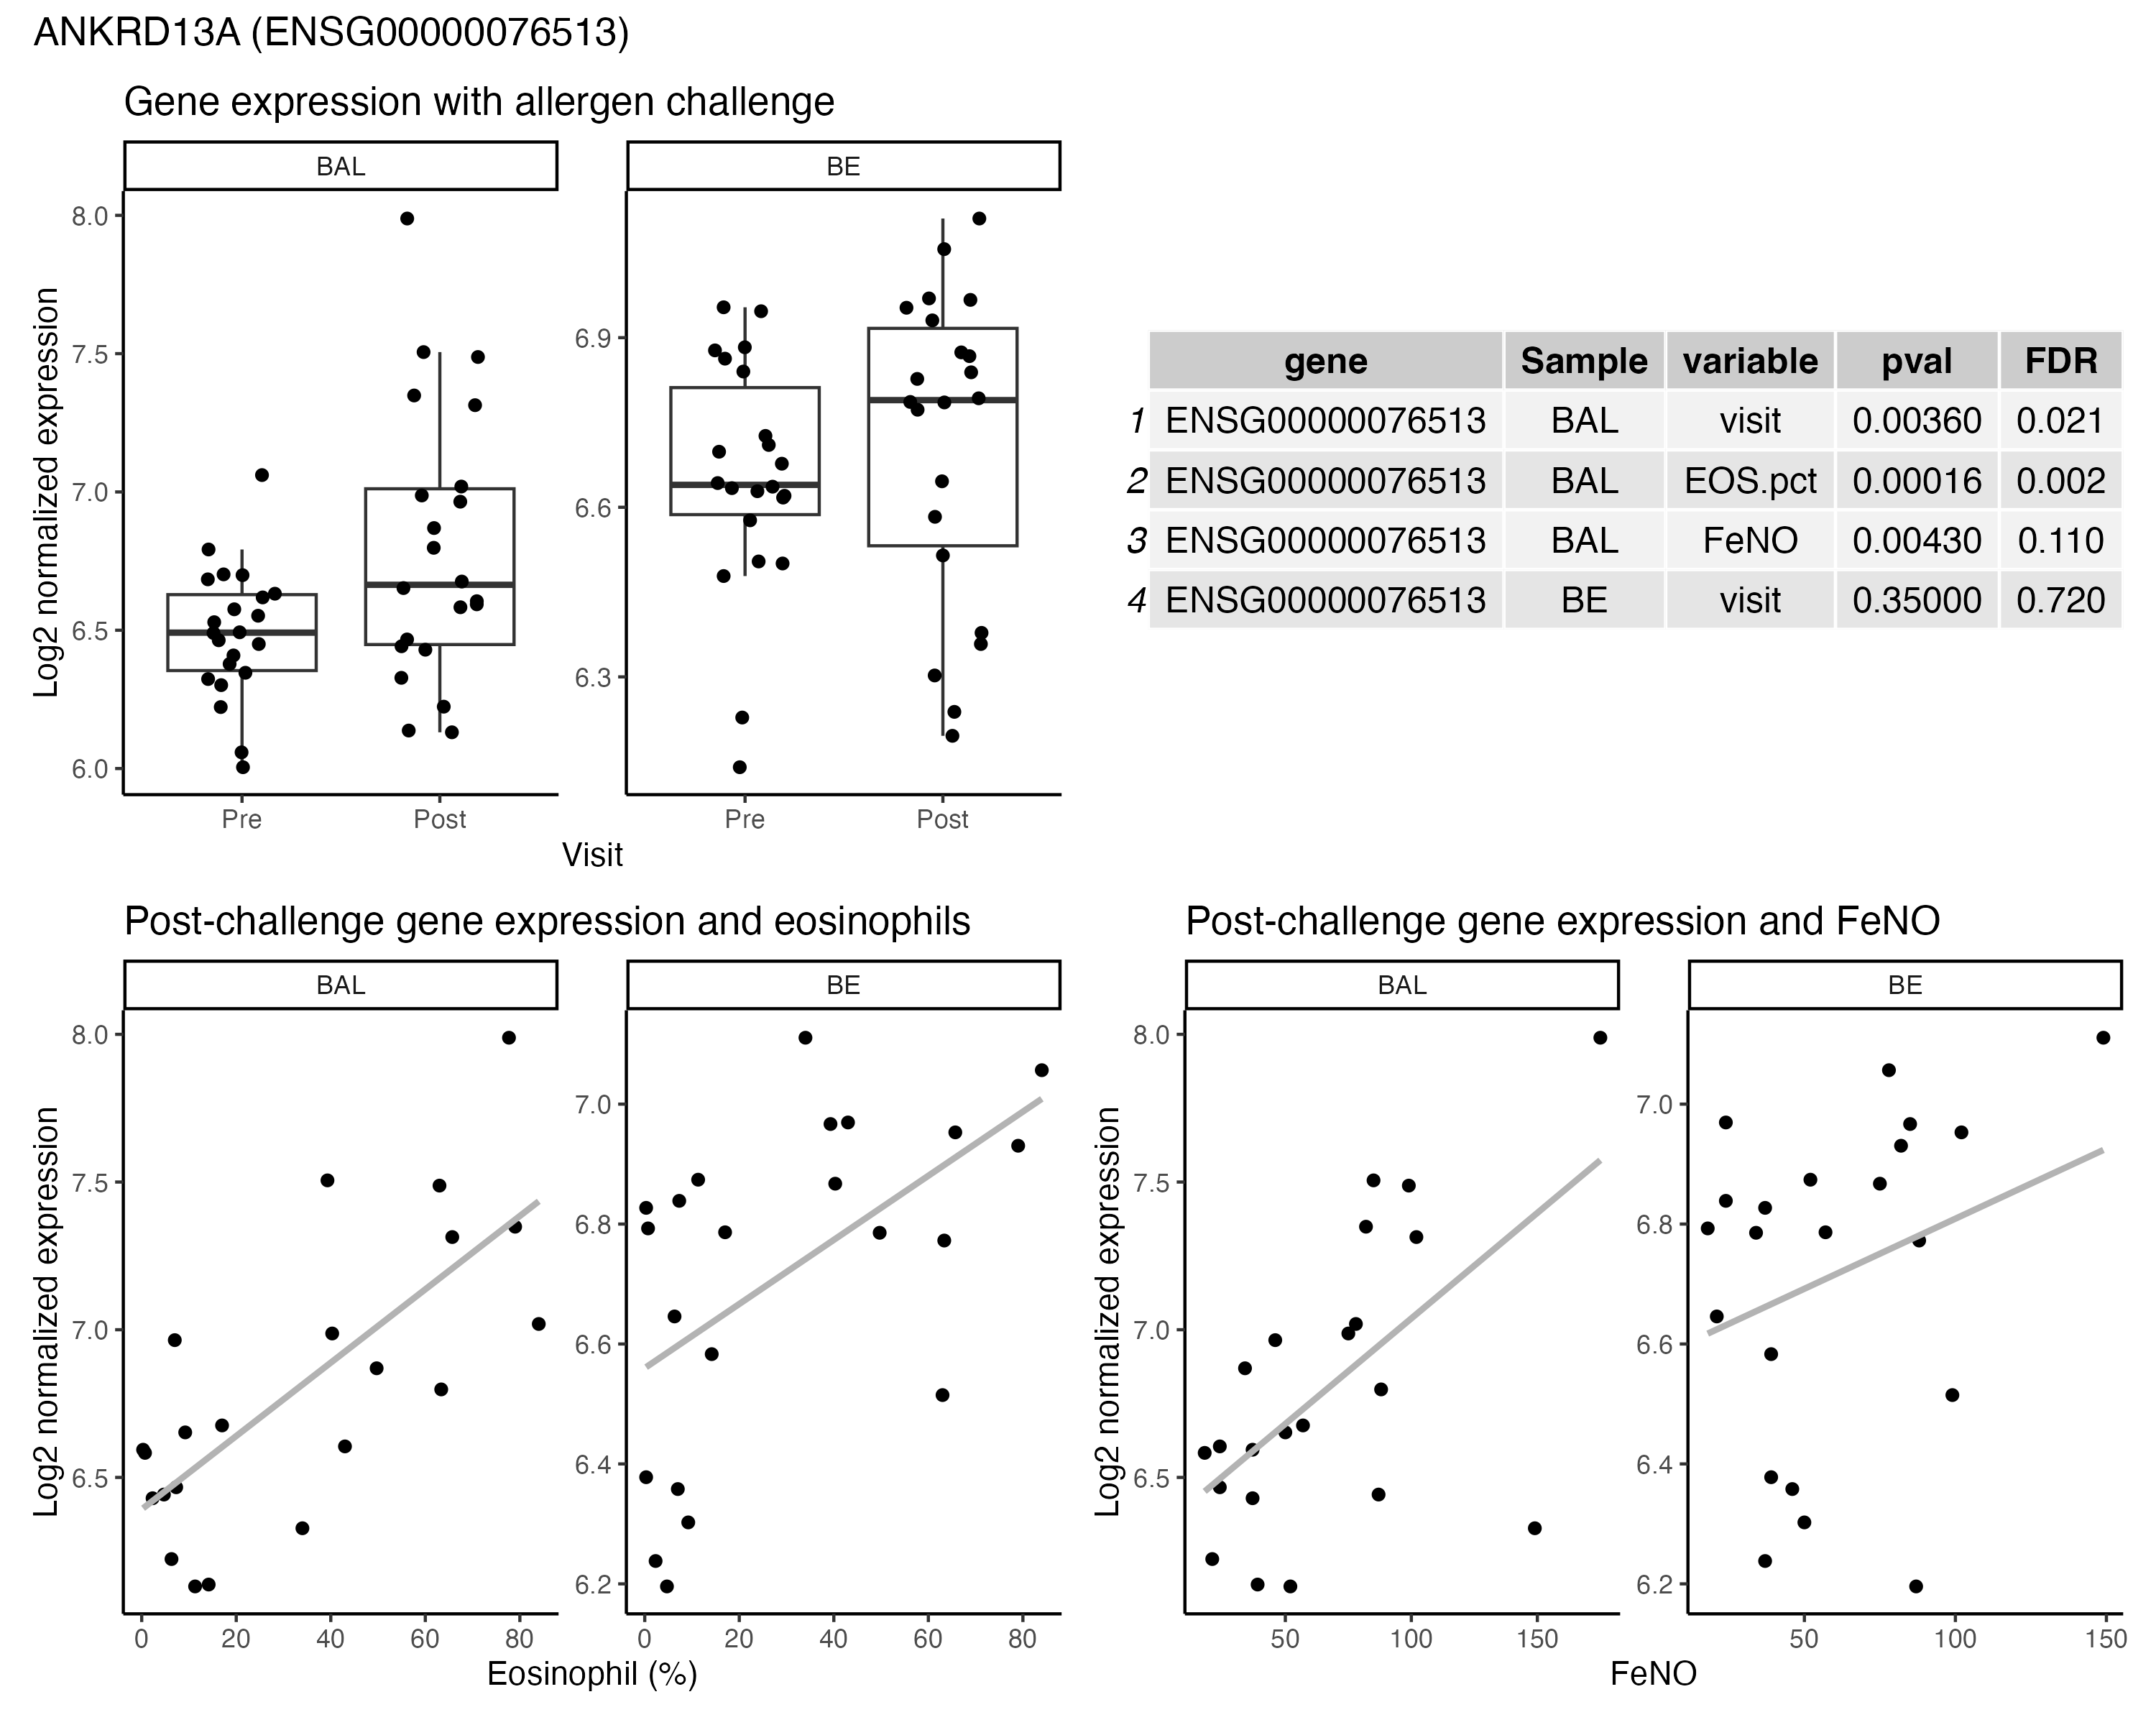 ANKRD13A (ENSG00000076513)
Gene expression with allergen challenge
BAL
BE
Log2 normalized expression
8.0
7.5
7.0
6.5
6.0
6.9
6.6
6.3
Pre
Post
Pre
Post
Visit
gene Sample variable pval FDR
1 ENSG00000076513 BAL visit 0.00360 0.021
2 ENSG00000076513 BAL EOS.pct 0.00016 0.002
3 ENSG00000076513 BAL FeNO 0.00430 0.110
4 ENSG00000076513 BE visit 0.35000 0.720
Post-challenge gene expression and eosinophils
BAL
BE
Log2 normalized expression
8.0
7.5
7.0
6.5
7.0
6.8
6.6
6.4
6.2
0 20 40 60 80
0 20 40 60 80
Eosinophil (%)
Post-challenge gene expression and FeNO
BAL
BE
Log2 normalized expression
8.0
7.5
7.0
6.5
7.0
6.8
6.6
6.4
6.2
50 100 150
50 100 150
FeNO